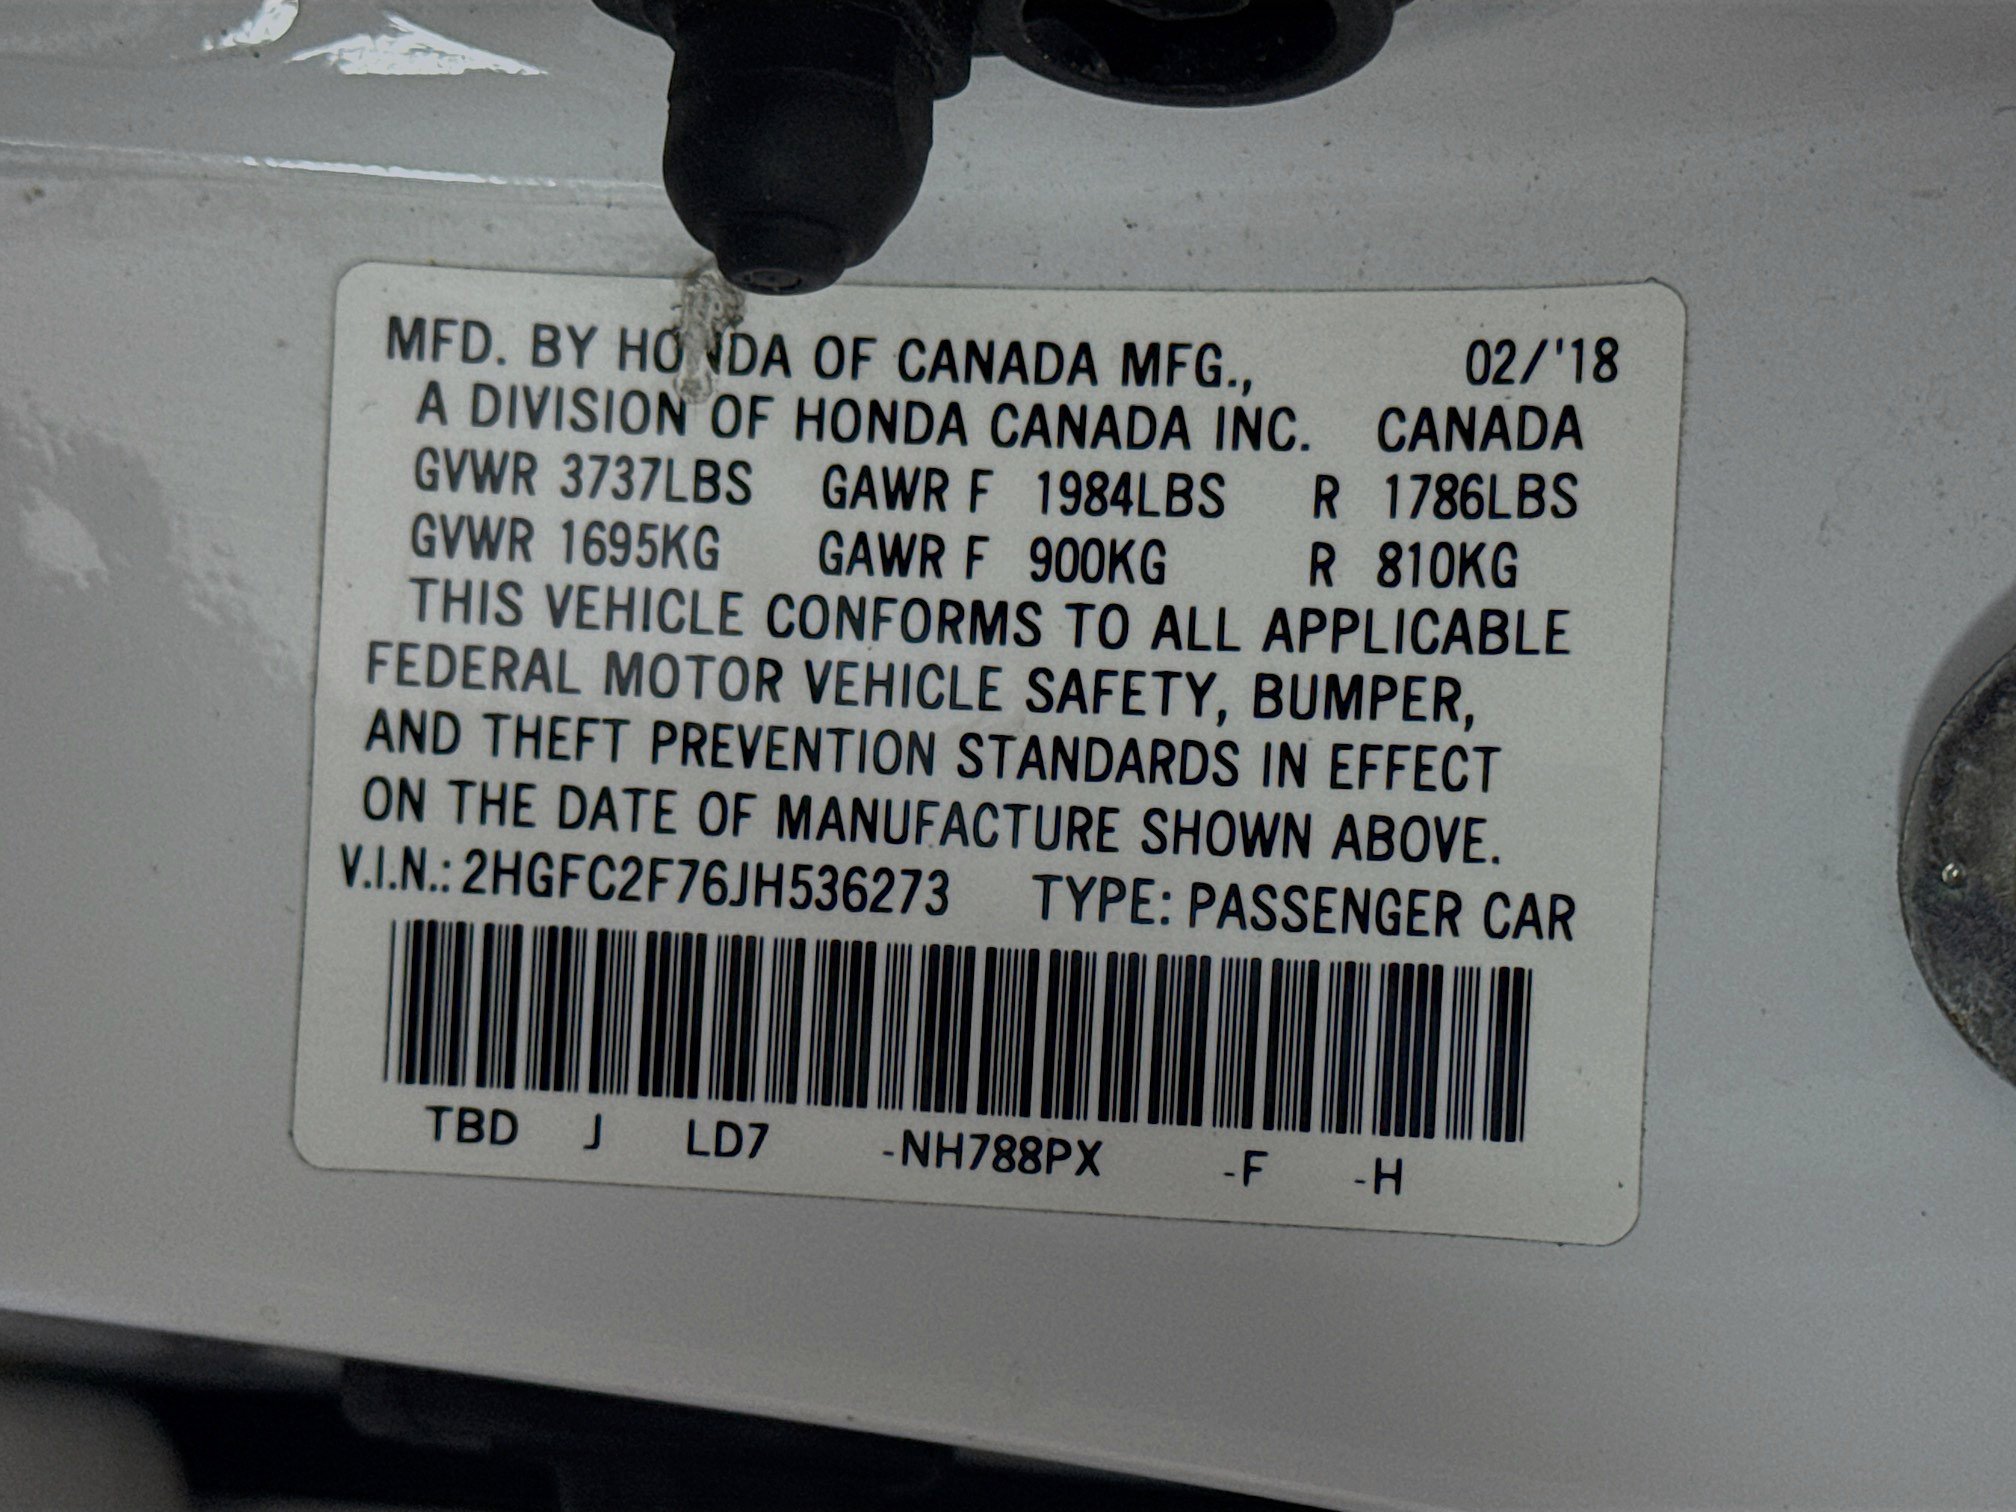 MFD. BY HONDA OF CANADA MFG., 02/'18
A DIVISION OF HONDA CANADA INC. CANADA
GVWR 3737LBS GAWR F 1984LBS R 1786LBS
GVWR 1695KG GAWR F 900KG R 810KG
THIS VEHICLE CONFORMS TO ALL APPLICABLE
FEDERAL MOTOR VEHICLE SAFETY, BUMPER,
AND THEFT PREVENTION STANDARDS IN EFFECT
ON THE DATE OF MANUFACTURE SHOWN ABOVE.
V.I.N.: 2HGFC2F76JH536273 TYPE: PASSENGER CAR
TBD J LD7 -NH788PX -F -H